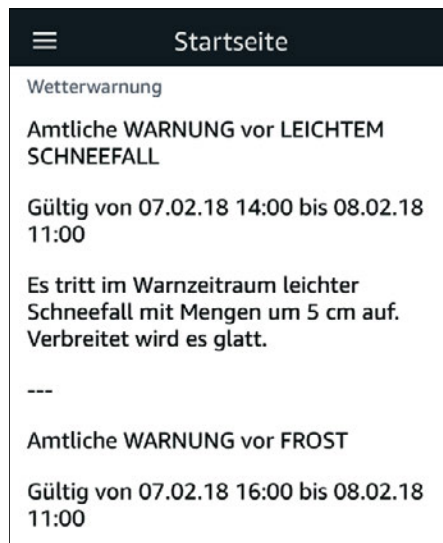 Startseite
Wetterwarnung
Amtliche WARNUNG vor LEICHTEM
SCHNEEFALL
Gültig von 07.02.18 14:00 bis 08.02.18
11:00
Es tritt im Warnzeitraum leichter
Schneefall mit Mengen um 5 cm auf.
Verbreitet wird es glatt.
---
Amtliche WARNUNG vor FROST
Gültig von 07.02.18 16:00 bis 08.02.18
11:00